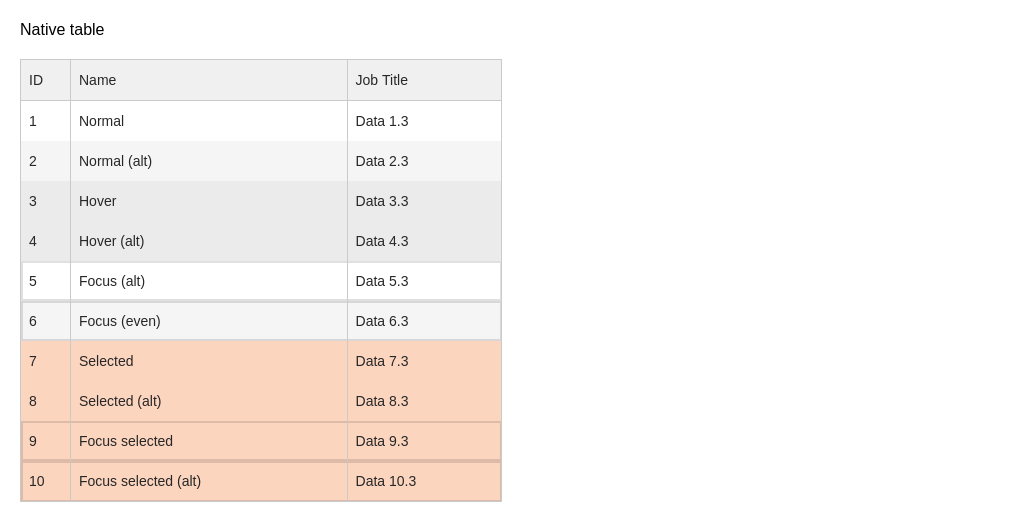 Native table
ID Name Job Title
1 Normal Data 1.3
2 Normal (alt) Data 2.3
3 Hover Data 3.3
4 Hover (alt) Data 4.3
5 Focus (alt) Data 5.3
6 Focus (even) Data 6.3
7 Selected Data 7.3
8 Selected (alt) Data 8.3
9 Focus selected Data 9.3
10 Focus selected (alt) Data 10.3